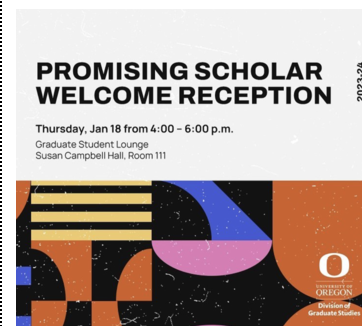 PROMISING SCHOLAR
WELCOME RECEPTION
2023-24
Thursday, Jan 18 from 4:00 – 6:00 p.m.
Graduate Student Lounge
Susan Campbell Hall, Room 111
O
UNIVERSITY OF
OREGON
Division of
Graduate Studies